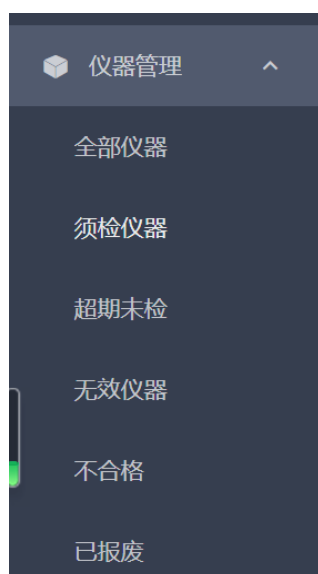 仪器管理
全部仪器
须检仪器
超期未检
无效仪器
不合格
已报废